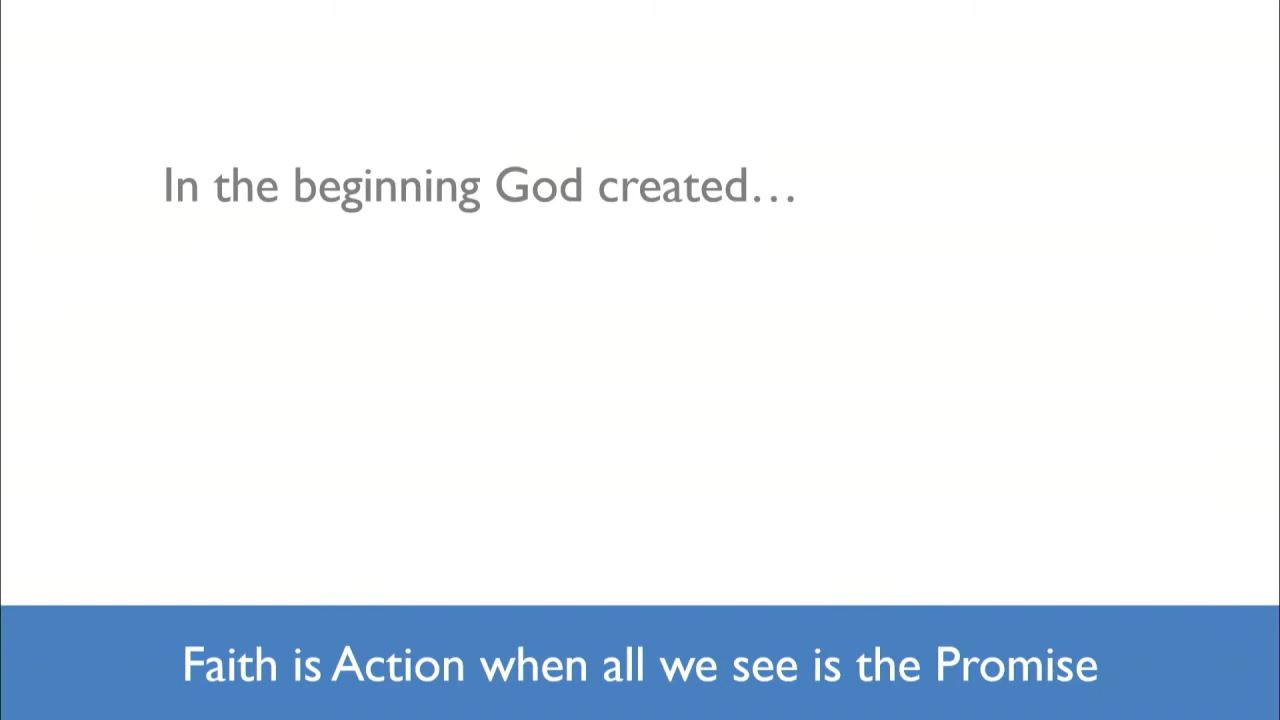 In the beginning God created…
Faith is Action when all we see is the Promise